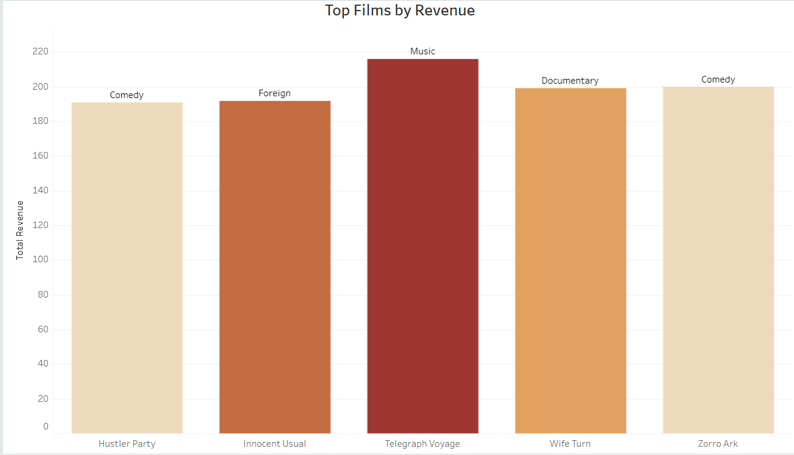 Top Films by Revenue
Total Revenue
220
200
180
160
140
120
100
80
60
40
20
0
Comedy
Foreign
Music
Documentary
Comedy
Hustler Party
Innocent Usual
Telegraph Voyage
Wife Turn
Zorro Ark